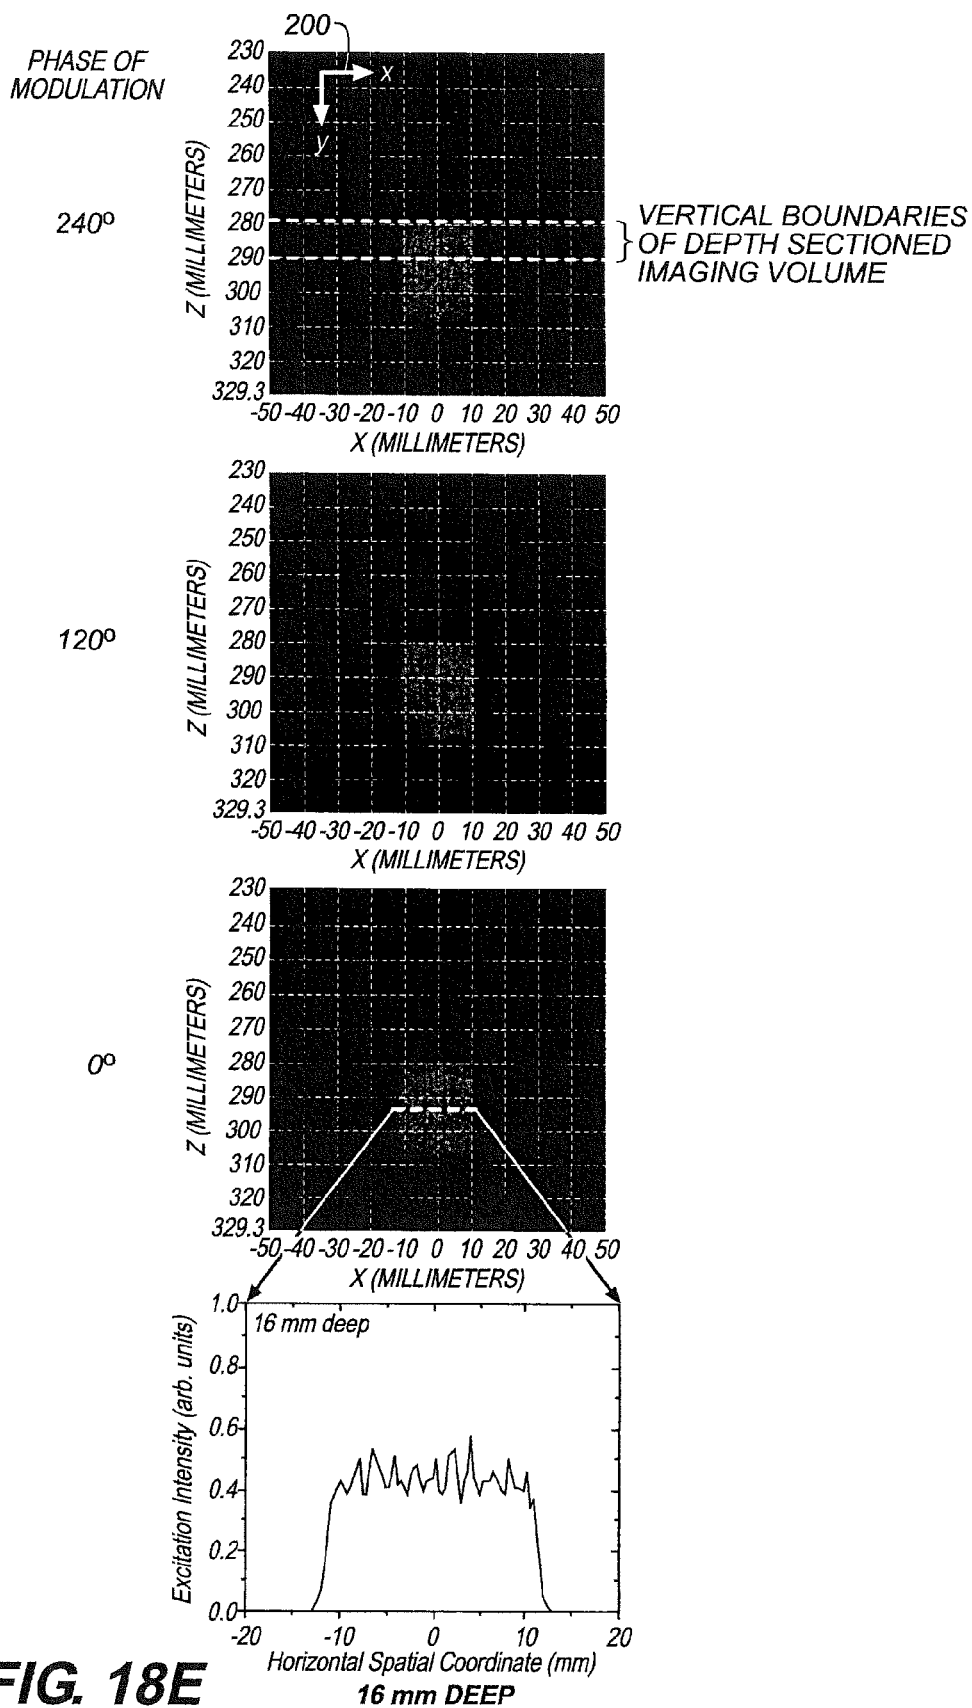 200
PHASE OF
MODULATION
230
240
250
260
270
280
290
300
310
320
329.3
x
y
Z (MILLIMETERS)
240º
VERTICAL BOUNDARIES
OF DEPTH SECTIONED
IMAGING VOLUME
-50 -40 -30 -20 -10 0 10 20 30 40 50
X (MILLIMETERS)
230
240
250
260
270
280
290
300
310
320
329.3
Z (MILLIMETERS)
120º
-50 -40 -30 -20 -10 0 10 20 30 40 50
X (MILLIMETERS)
230
240
250
260
270
280
290
300
310
320
329.3
Z (MILLIMETERS)
0º
-50 -40 -30 -20 -10 0 10 20 30 40 50
X (MILLIMETERS)
16 mm deep
1.0
0.8
0.6
0.4
0.2
0.0
Excitation Intensity (arb. units)
-20 -10 0 10 20
Horizontal Spatial Coordinate (mm)
16 mm DEEP
FIG. 18E